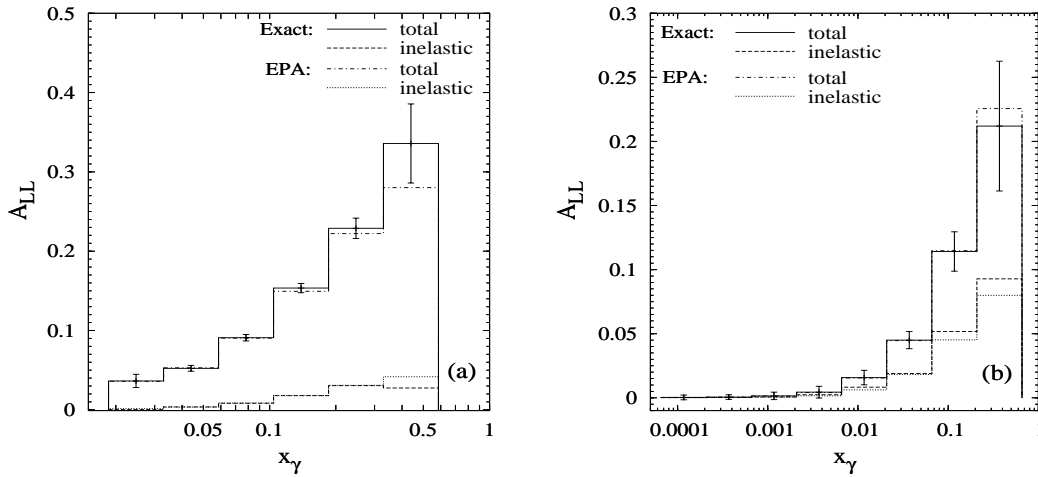 0.5
0.4
0.3
0.2
0.1
0
A_LL
Exact: total
inelastic
EPA: total
inelastic
(a)
0.05 0.1 0.5 1
x_γ
0.3
0.25
0.2
0.15
0.1
0.05
0
A_LL
Exact: total
inelastic
EPA: total
inelastic
(b)
0.0001 0.001 0.01 0.1 1
x_γ